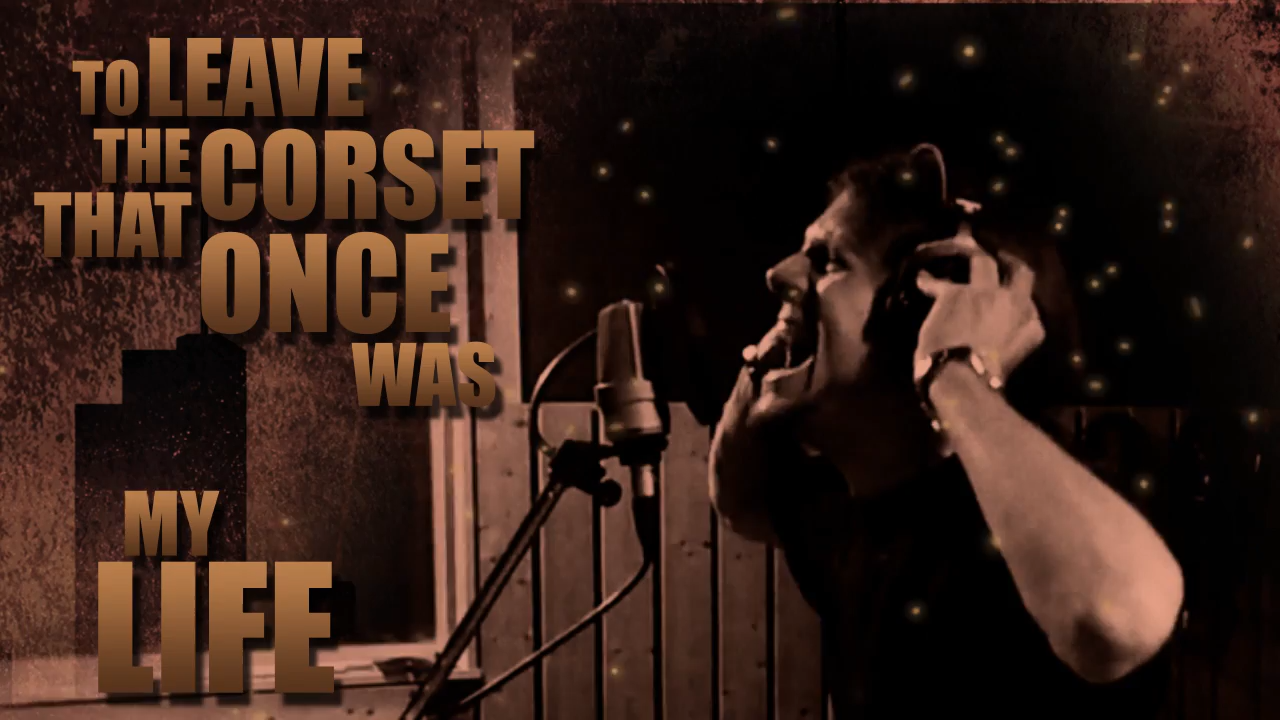 TO LEAVE
THE CORSET
THAT ONCE
WAS
MY
LIFE